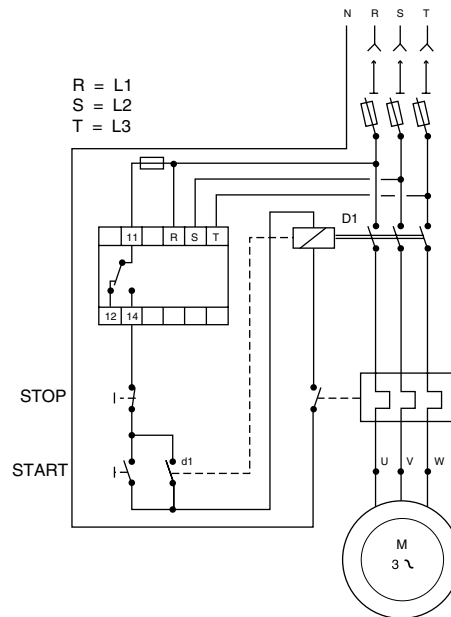 N R S T
R = L1
S = L2
T = L3
D1
11 R S T
12 14
STOP
START
d1
U V W
M
3 ~